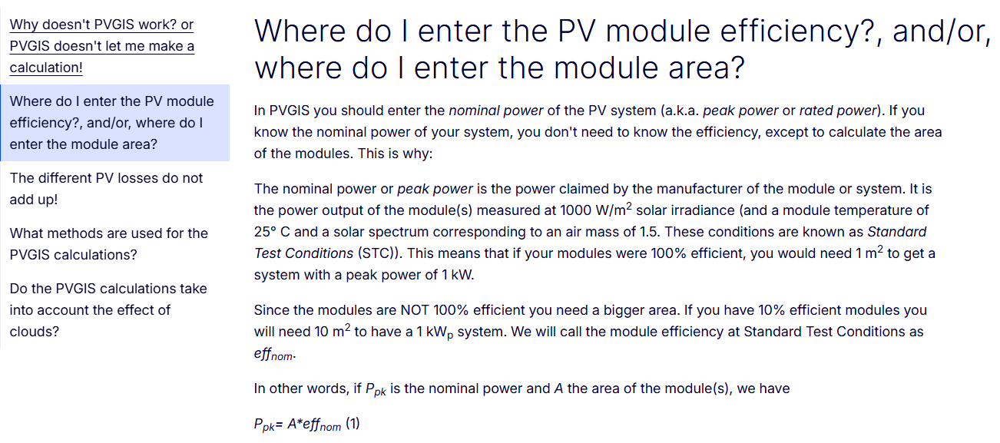 Why doesn't PVGIS work? or
PVGIS doesn't let me make a
calculation!
Where do I enter the PV module
efficiency?, and/or, where do I
enter the module area?
The different PV losses do not
add up!
What methods are used for the
PVGIS calculations?
Do the PVGIS calculations take
into account the effect of
clouds?
Where do I enter the PV module efficiency?, and/or,
where do I enter the module area?
In PVGIS you should enter the nominal power of the PV system (a.k.a. peak power or rated power). If you
know the nominal power of your system, you don't need to know the efficiency, except to calculate the area
of the modules. This is why:
The nominal power or peak power is the power claimed by the manufacturer of the module or system. It is
the power output of the module(s) measured at 1000 W/m² solar irradiance (and a module temperature of
25° C and a solar spectrum corresponding to an air mass of 1.5. These conditions are known as Standard
Test Conditions (STC)). This means that if your modules were 100% efficient, you would need 1 m² to get a
system with a peak power of 1 kW.
Since the modules are NOT 100% efficient you need a bigger area. If you have 10% efficient modules you
will need 10 m² to have a 1 kWp system. We will call the module efficiency at Standard Test Conditions as
effnom.
In other words, if Ppk is the nominal power and A the area of the module(s), we have
Ppk= A*effnom (1)